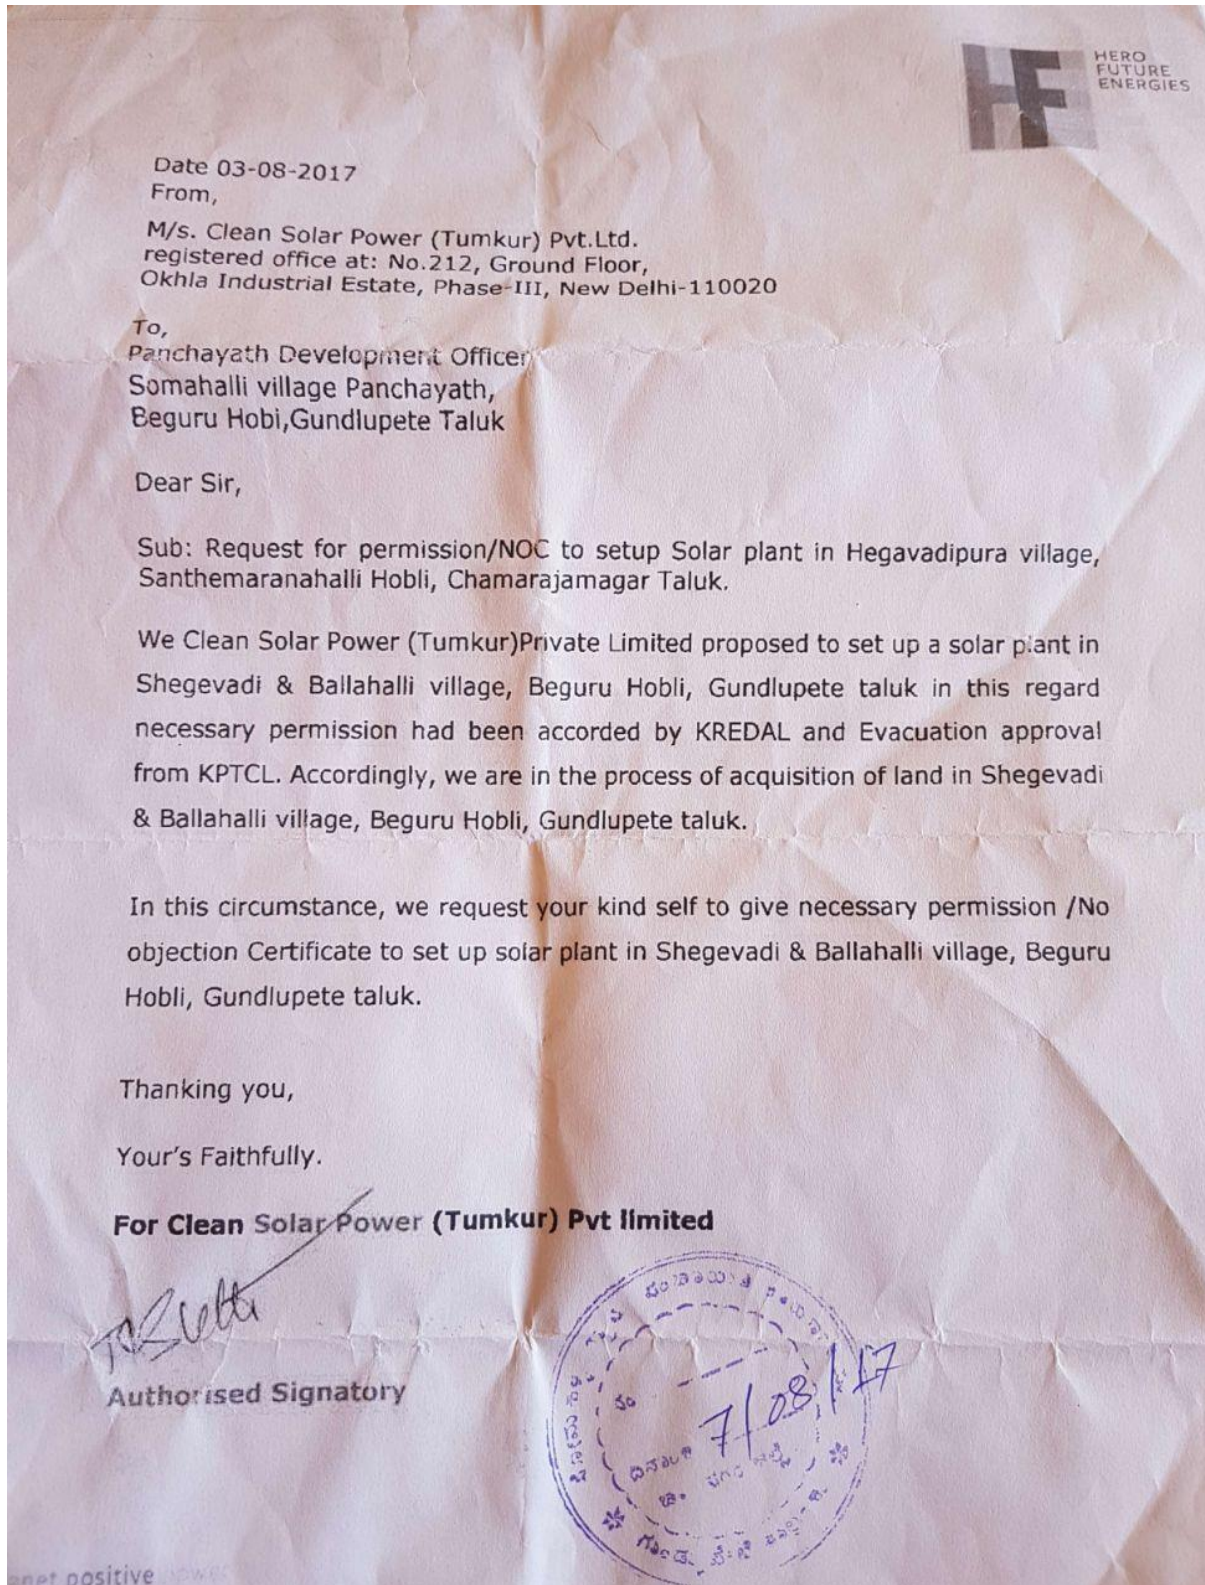 HERO
FUTURE
ENERGIES
Date 03-08-2017
From,
M/s. Clean Solar Power (Tumkur) Pvt.Ltd.
registered office at: No.212, Ground Floor,
Okhla Industrial Estate, Phase-III, New Delhi-110020
To,
Panchayath Development Officer
Somahalli village Panchayath,
Beguru Hobi,Gundlupete Taluk
Dear Sir,
Sub: Request for permission/NOC to setup Solar plant in Hegavadipura village,
Santhemaranahalli Hobli, Chamarajamagar Taluk.
We Clean Solar Power (Tumkur)Private Limited proposed to set up a solar plant in
Shegevadi & Ballahalli village, Beguru Hobli, Gundlupete taluk in this regard
necessary permission had been accorded by KREDAL and Evacuation approval
from KPTCL. Accordingly, we are in the process of acquisition of land in Shegevadi
& Ballahalli village, Beguru Hobli, Gundlupete taluk.
In this circumstance, we request your kind self to give necessary permission /No
objection Certificate to set up solar plant in Shegevadi & Ballahalli village, Beguru
Hobli, Gundlupete taluk.
Thanking you,
Your's Faithfully.
For Clean Solar Power (Tumkur) Pvt limited
Authorised Signatory
ನಂ
ದಿನಾಂಕ 7/08/17
positive